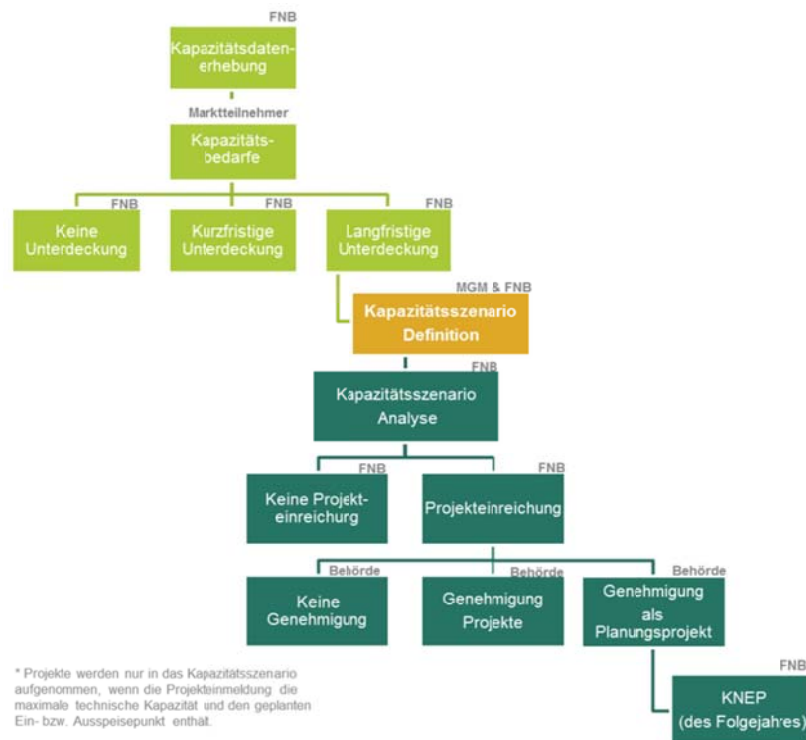 FNB
Kapazitätsdaten-
erhebung
Marktteilnehmer
Kapazitäts-
bedarfe
FNB
Keine
Unterdeckung
FNB
Kurzfristige
Unterdeckung
FNB
Langfristige
Unterdeckung
MGM & FNB
Kapazitätsszenario
Definition
FNB
Kapazitätsszenario
Analyse
FNB
Keine Projekt-
einreichung
FNB
Projekteinreichung
Behörde
Keine
Genehmigung
Behörde
Genehmigung
Projekte
Behörde
Genehmigung
als
Planungsprojekt
FNB
KNEP
(des Folgejahres)
* Projekte werden nur in das Kapazitätsszenario
aufgenommen, wenn die Projekteinmeldung die
maximale technische Kapazität und den geplanten
Ein- bzw. Ausspeisepunkt enthält.